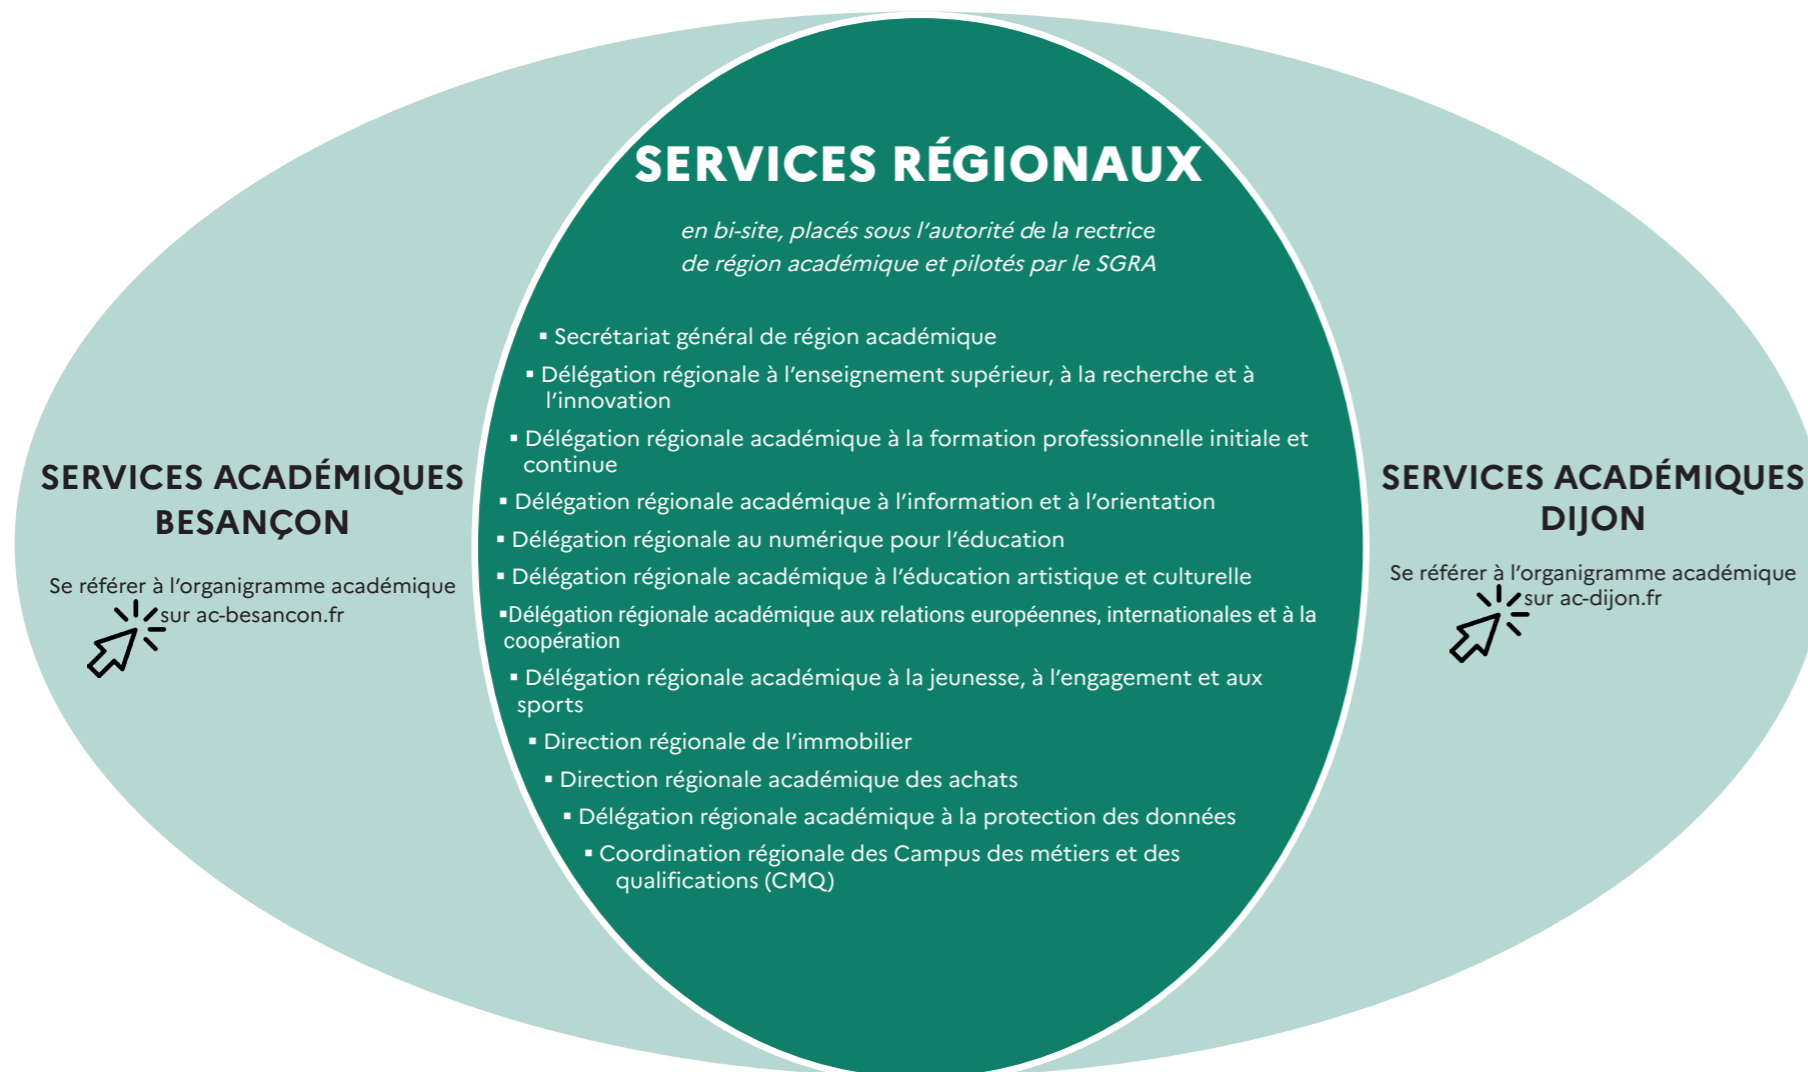 SERVICES RÉGIONAUX
en bi-site, placés sous l'autorité de la rectrice
de région académique et pilotés par le SGRA
▪ Secrétariat général de région académique
▪ Délégation régionale à l'enseignement supérieur, à la recherche et à
l'innovation
▪ Délégation régionale académique à la formation professionnelle initiale et
continue
▪ Délégation régionale académique à l'information et à l'orientation
▪ Délégation régionale au numérique pour l'éducation
▪ Délégation régionale académique à l'éducation artistique et culturelle
▪Délégation régionale académique aux relations européennes, internationales et à la
coopération
▪ Délégation régionale académique à la jeunesse, à l'engagement et aux
sports
▪ Direction régionale de l'immobilier
▪ Direction régionale académique des achats
▪ Délégation régionale académique à la protection des données
▪ Coordination régionale des Campus des métiers et des
qualifications (CMQ)
SERVICES ACADÉMIQUES
BESANÇON
Se référer à l'organigramme académique
sur ac-besancon.fr
SERVICES ACADÉMIQUES
DIJON
Se référer à l'organigramme académique
sur ac-dijon.fr